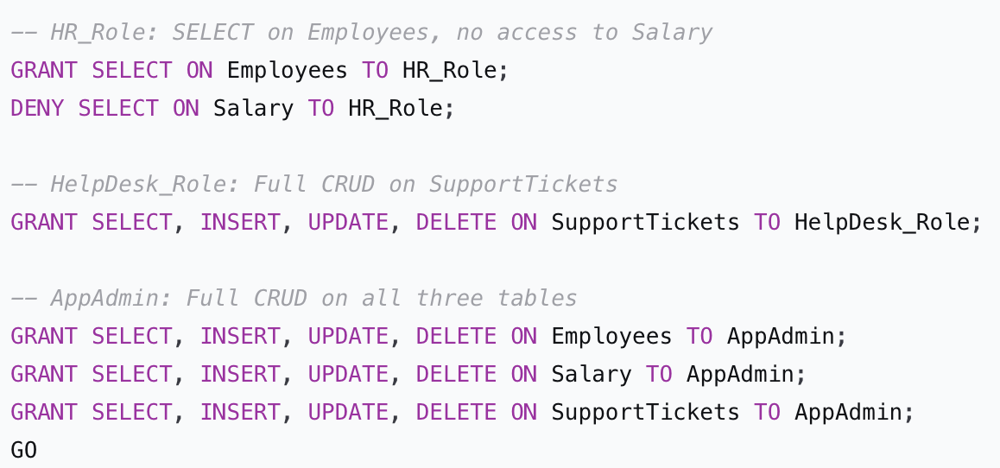 -- HR_Role: SELECT on Employees, no access to Salary
GRANT SELECT ON Employees TO HR_Role;
DENY SELECT ON Salary TO HR_Role;
-- HelpDesk_Role: Full CRUD on SupportTickets
GRANT SELECT, INSERT, UPDATE, DELETE ON SupportTickets TO HelpDesk_Role;
-- AppAdmin: Full CRUD on all three tables
GRANT SELECT, INSERT, UPDATE, DELETE ON Employees TO AppAdmin;
GRANT SELECT, INSERT, UPDATE, DELETE ON Salary TO AppAdmin;
GRANT SELECT, INSERT, UPDATE, DELETE ON SupportTickets TO AppAdmin;
GO